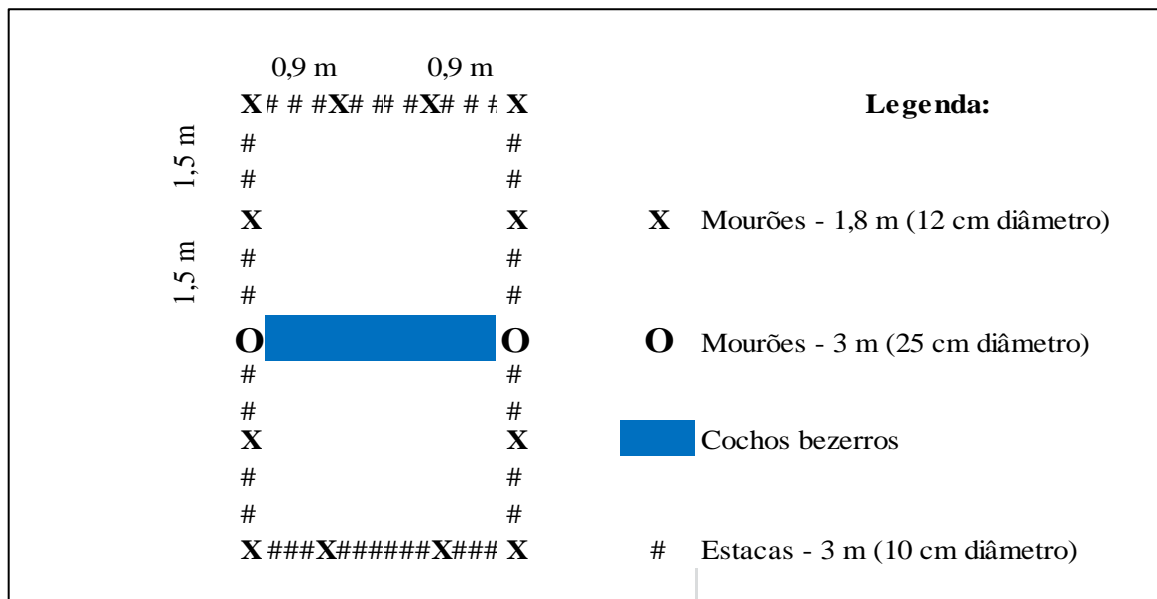 0,9 m 0,9 m
X # # # X # ## # X # # # X Legenda:
# #
1,5 m
# #
X X X Mourões - 1,8 m (12 cm diâmetro)
# #
1,5 m
# #
O O O Mourões - 3 m (25 cm diâmetro)
# #
# #
X X Cochos bezerros
# #
# #
X ### X ###### X ### X # Estacas - 3 m (10 cm diâmetro)